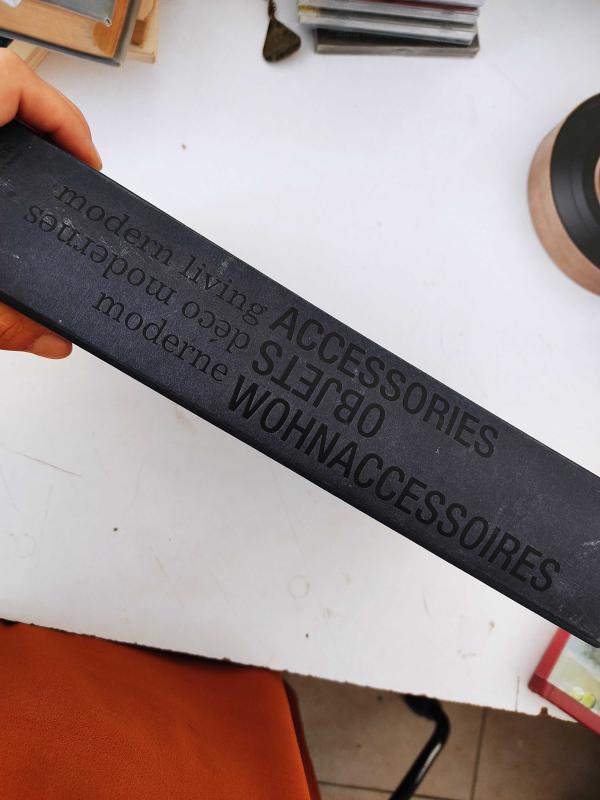 modern living ACCESSORIES
OBJETS déco modernes
moderne WOHNACCESSOIRES